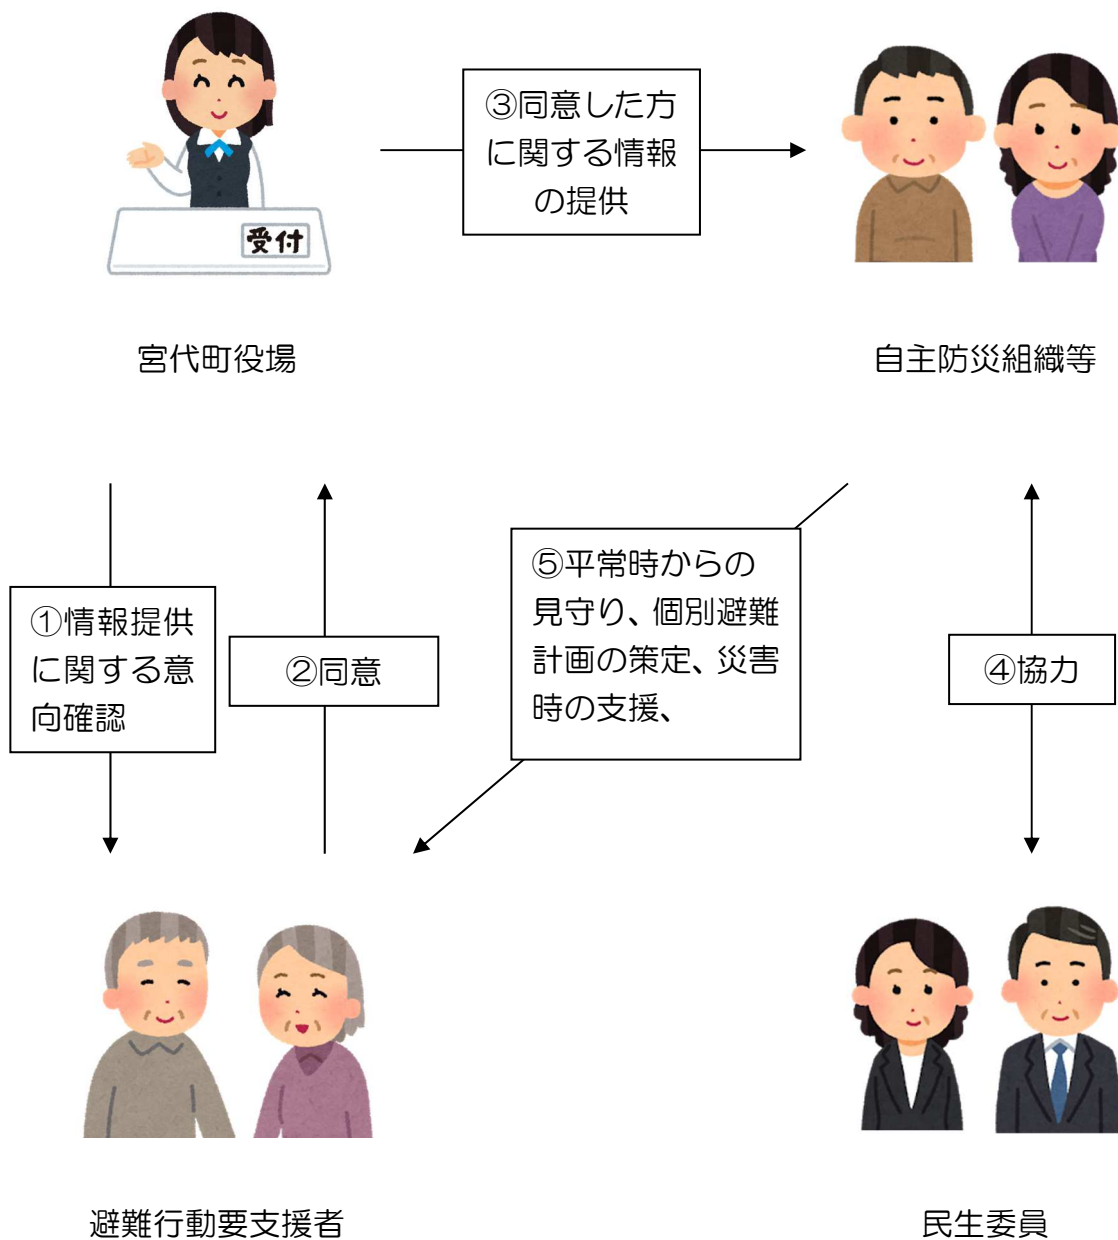 ③同意した方
に関する情報
の提供
受付
宮代町役場
自主防災組織等
①情報提供
に関する意
向確認
②同意
⑤平常時からの
見守り、個別避難
計画の策定、災害
時の支援、
④協力
避難行動要支援者
民生委員